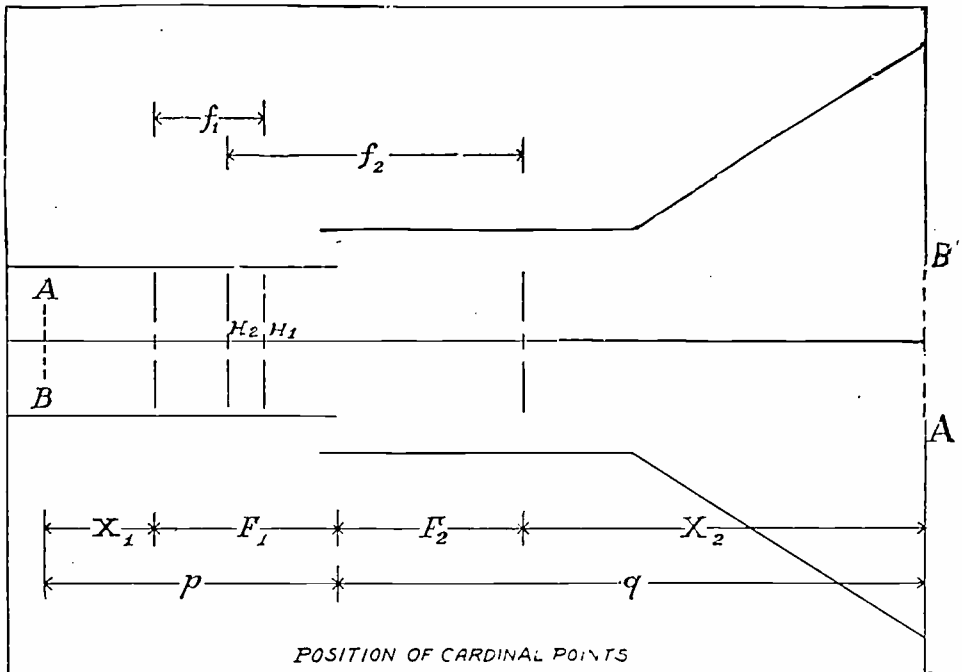 f₁
f₂
B'
A
H₂ H₁
B
A
X₁ F₁ F₂ X₂
p q
POSITION OF CARDINAL POINTS